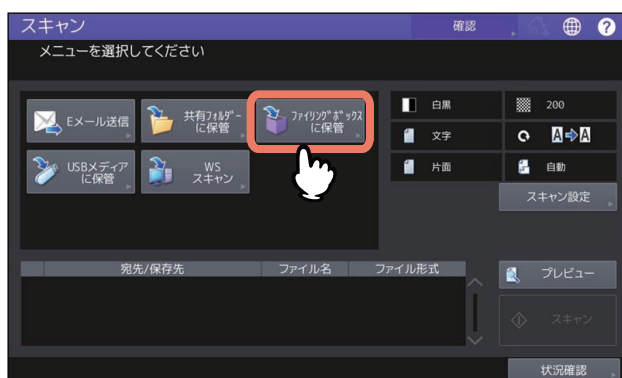 スキャン
確認
?
メニューを選択してください
Eメール送信
共有フォルダー
に保管
ファイリングボックス
に保管
USBメディア
に保管
WS
スキャン
白黒
200
文字
A A
片面
自動
スキャン設定
宛先/保存先
ファイル名
ファイル形式
プレビュー
スキャン
状況確認